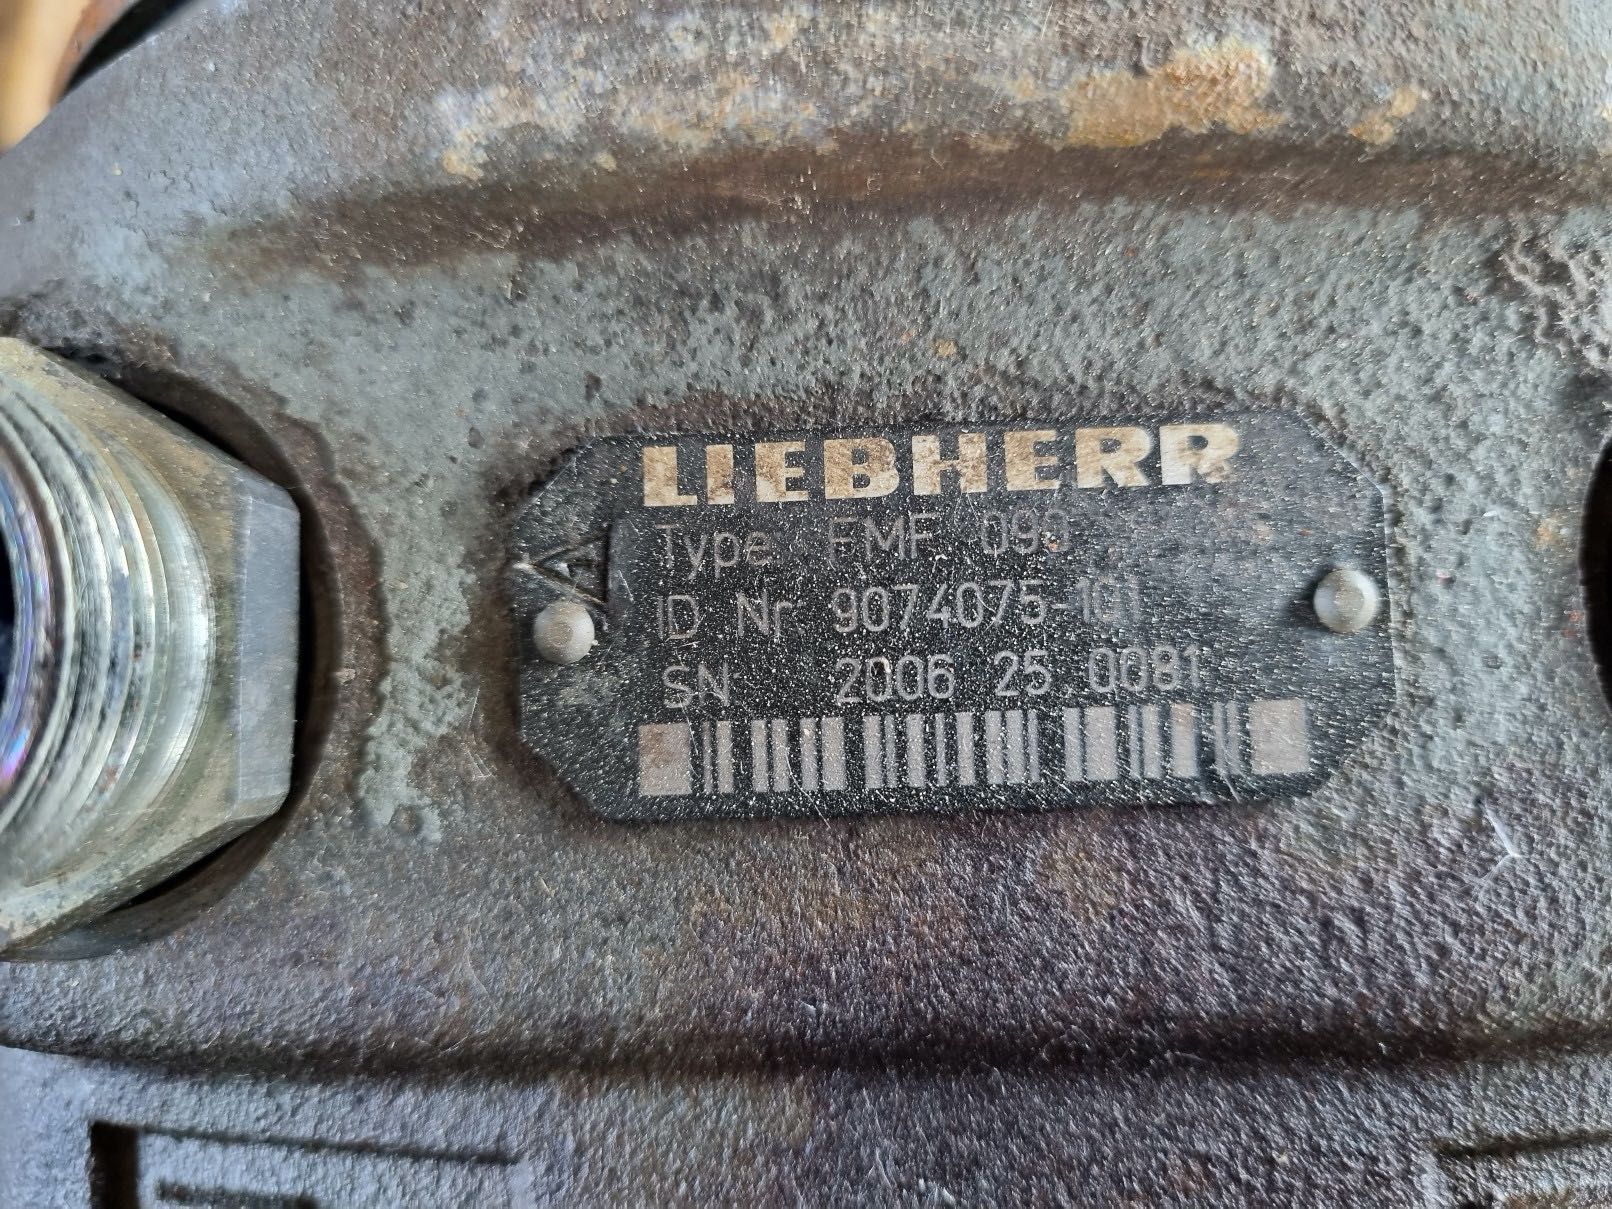 LIEBHERR
Type: FMF 090
ID Nr. 9074075-101
SN: 2006 25 0081